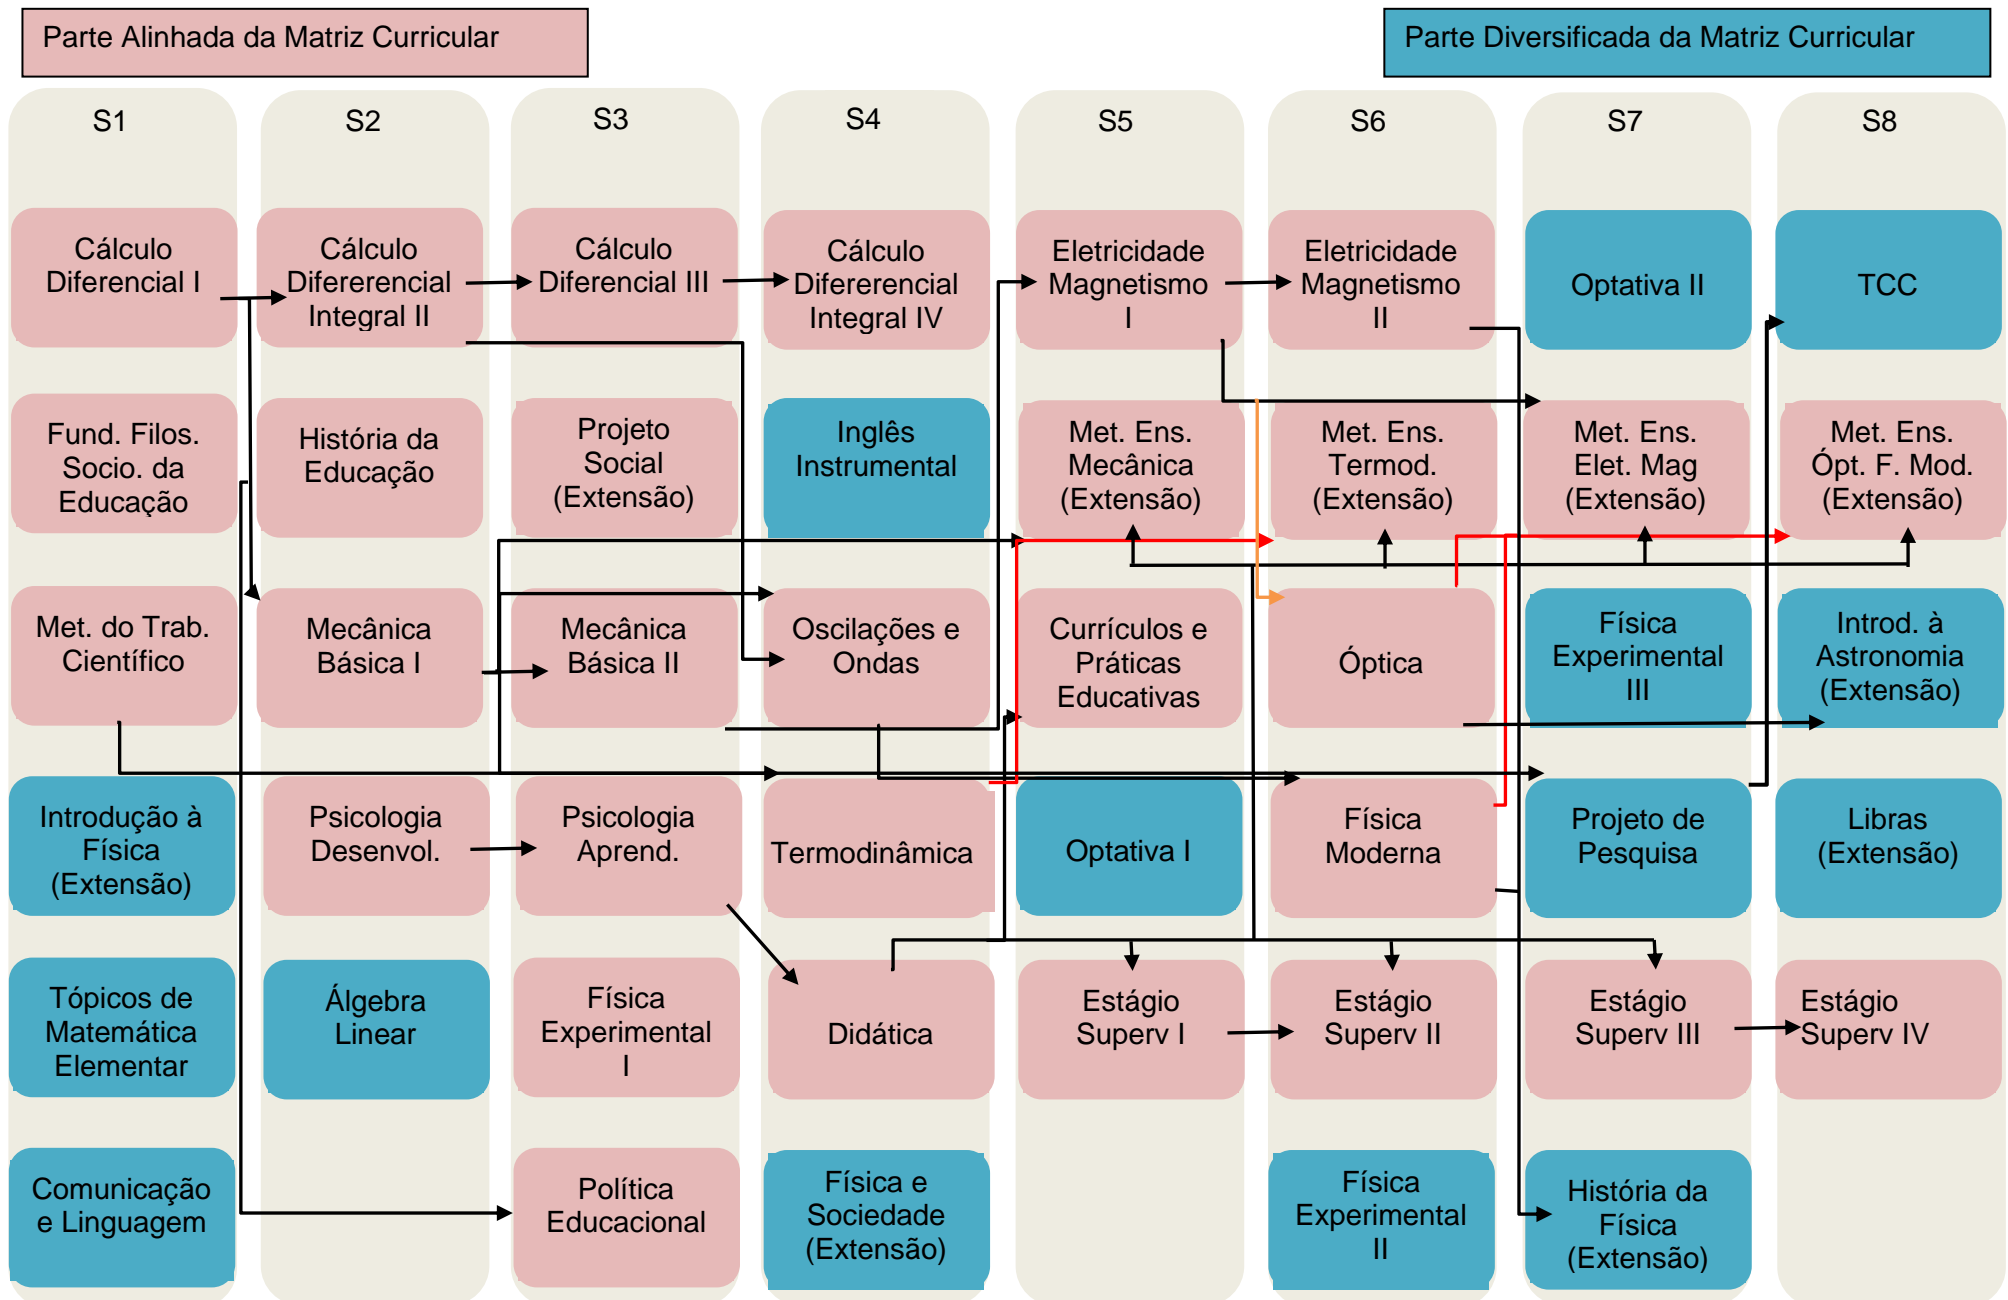 Parte Alinhada da Matriz Curricular
Parte Diversificada da Matriz Curricular
S1
S2
S3
S4
S5
S6
S7
S8
Cálculo
Diferencial I
Cálculo
Difererencial
Integral II
Cálculo
Diferencial III
Cálculo
Difererencial
Integral IV
Eletricidade
Magnetismo
I
Eletricidade
Magnetismo
II
Optativa II
TCC
Fund. Filos.
Socio. da
Educação
História da
Educação
Projeto
Social
(Extensão)
Inglês
Instrumental
Met. Ens.
Mecânica
(Extensão)
Met. Ens.
Termod.
(Extensão)
Met. Ens.
Elet. Mag
(Extensão)
Met. Ens.
Ópt. F. Mod.
(Extensão)
Met. do Trab.
Científico
Mecânica
Básica I
Mecânica
Básica II
Oscilações e
Ondas
Currículos e
Práticas
Educativas
Óptica
Física
Experimental
III
Introd. à
Astronomia
(Extensão)
Introdução à
Física
(Extensão)
Psicologia
Desenvol.
Psicologia
Aprend.
Termodinâmica
Optativa I
Física
Moderna
Projeto de
Pesquisa
Libras
(Extensão)
Tópicos de
Matemática
Elementar
Álgebra
Linear
Física
Experimental
I
Didática
Estágio
Superv I
Estágio
Superv II
Estágio
Superv III
Estágio
Superv IV
Comunicação
e Linguagem
Política
Educacional
Física e
Sociedade
(Extensão)
Física
Experimental
II
História da
Física
(Extensão)